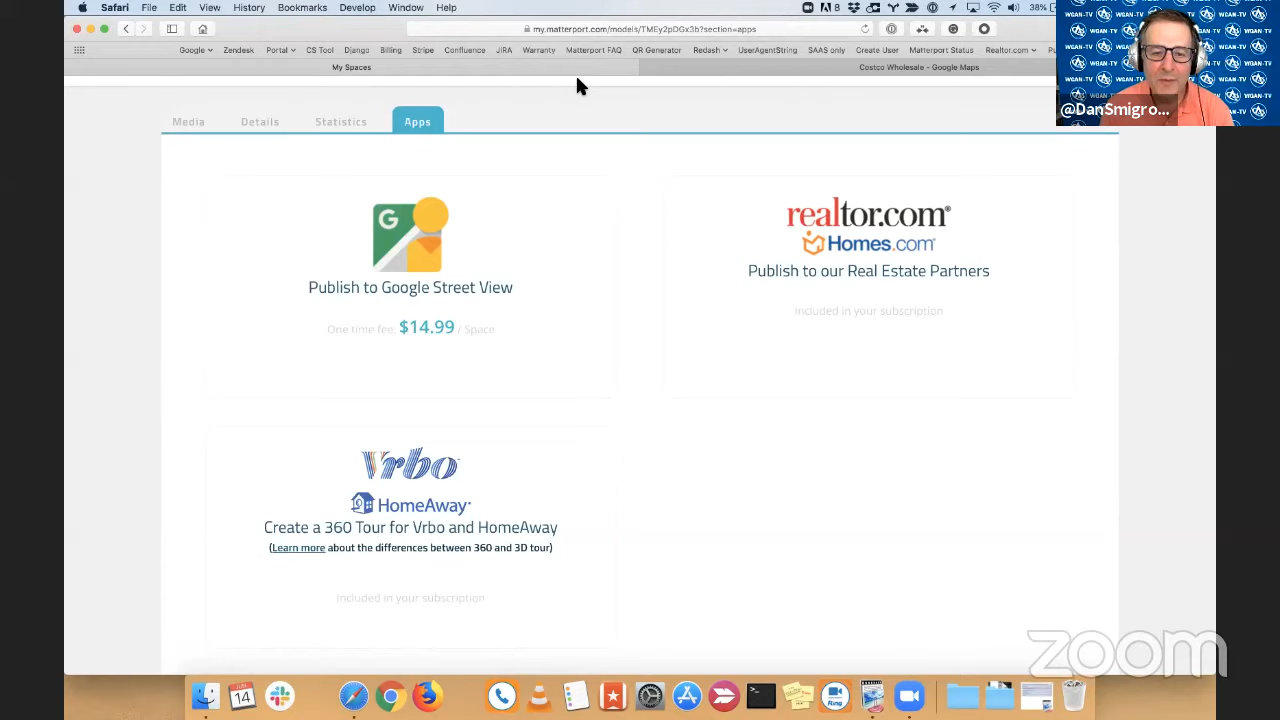 Safari File Edit View History Bookmarks Develop Window Help
8
38%
my.matterport.com/models/TMEy2pDGx3b?section=apps
Google Zendesk Portal CS Tool Django Billing Stripe Confluence JIRA Warranty Matterport FAQ QR Generator Redash UserAgentString SAAS only Create User Matterport Status Realtor.com
My Spaces
Costco Wholesale - Google Maps
WGAN-TV
@DanSmigro...
Media Details Statistics Apps
G
Publish to Google Street View
One time fee: $14.99 / Space
realtor.com®
Homes.com
Publish to our Real Estate Partners
Included in your subscription
Vrbo
HomeAway
Create a 360 Tour for Vrbo and HomeAway
(Learn more about the differences between 360 and 3D tour)
Included in your subscription
zoom
14
Ring